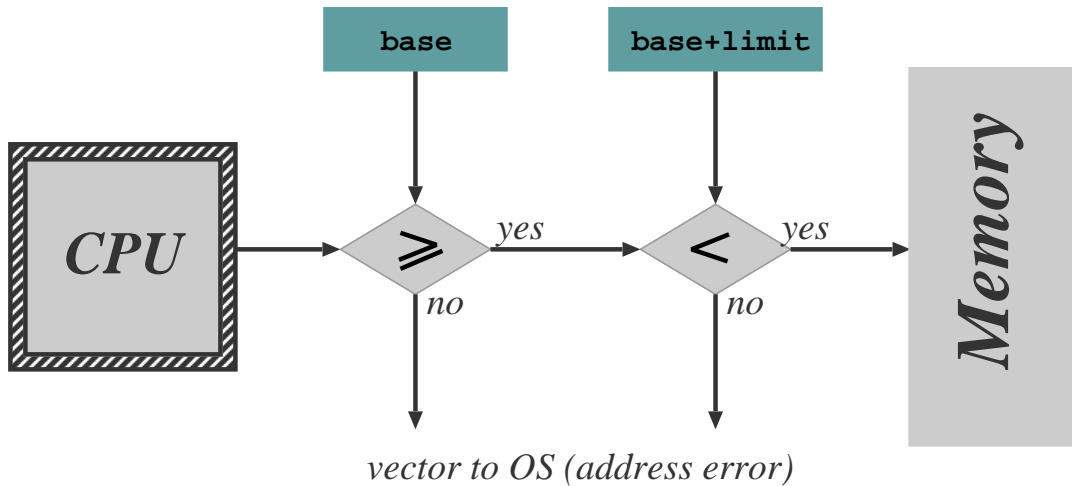 base
base+limit
CPU
≥
yes
<
yes
Memory
no
no
vector to OS (address error)